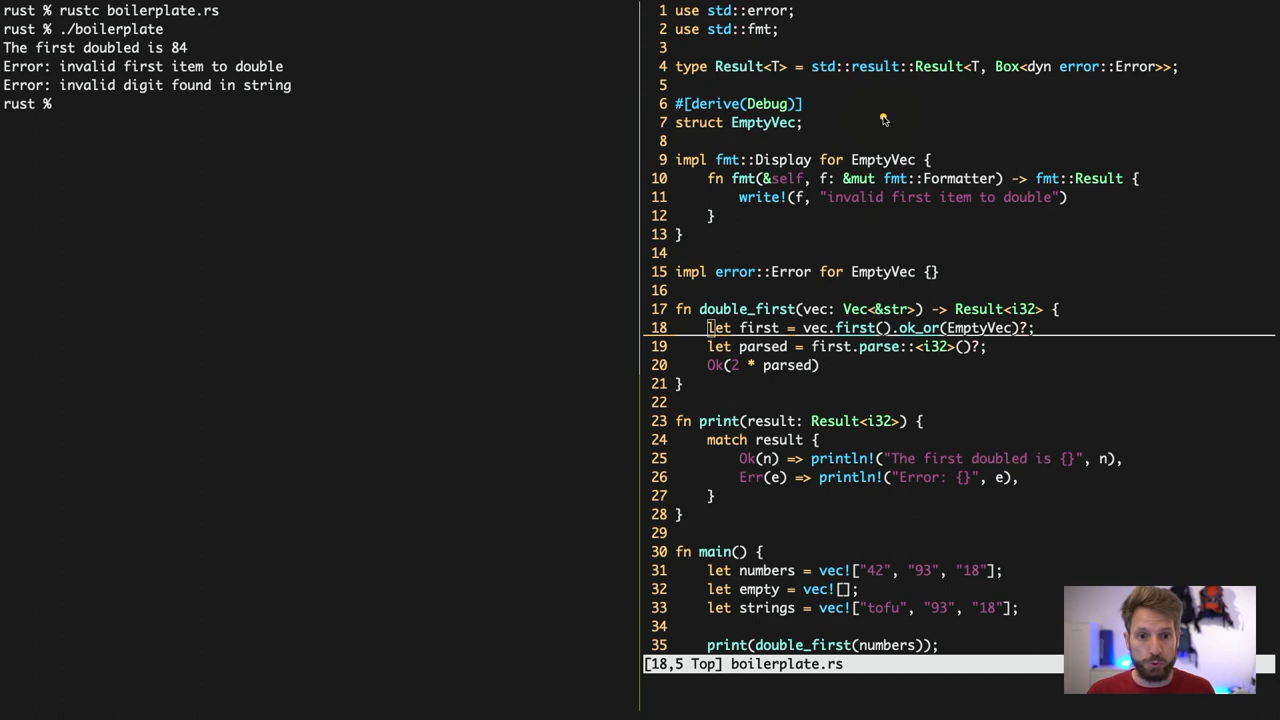 rust % rustc boilerplate.rs
rust % ./boilerplate
The first doubled is 84
Error: invalid first item to double
Error: invalid digit found in string
rust %
1 use std::error;
2 use std::fmt;
3
4 type Result<T> = std::result::Result<T, Box<dyn error::Error>>;
5
6 #[derive(Debug)]
7 struct EmptyVec;
8
9 impl fmt::Display for EmptyVec {
10     fn fmt(&self, f: &mut fmt::Formatter) -> fmt::Result {
11         write!(f, "invalid first item to double")
12     }
13 }
14
15 impl error::Error for EmptyVec {}
16
17 fn double_first(vec: Vec<&str>) -> Result<i32> {
18     let first = vec.first().ok_or(EmptyVec)?;
19     let parsed = first.parse::<i32>()?;
20     Ok(2 * parsed)
21 }
22
23 fn print(result: Result<i32>) {
24     match result {
25         Ok(n) => println!("The first doubled is {}", n),
26         Err(e) => println!("Error: {}", e),
27     }
28 }
29
30 fn main() {
31     let numbers = vec!["42", "93", "18"];
32     let empty = vec![];
33     let strings = vec!["tofu", "93", "18"];
34
35     print(double_first(numbers));
[18,5 Top] boilerplate.rs